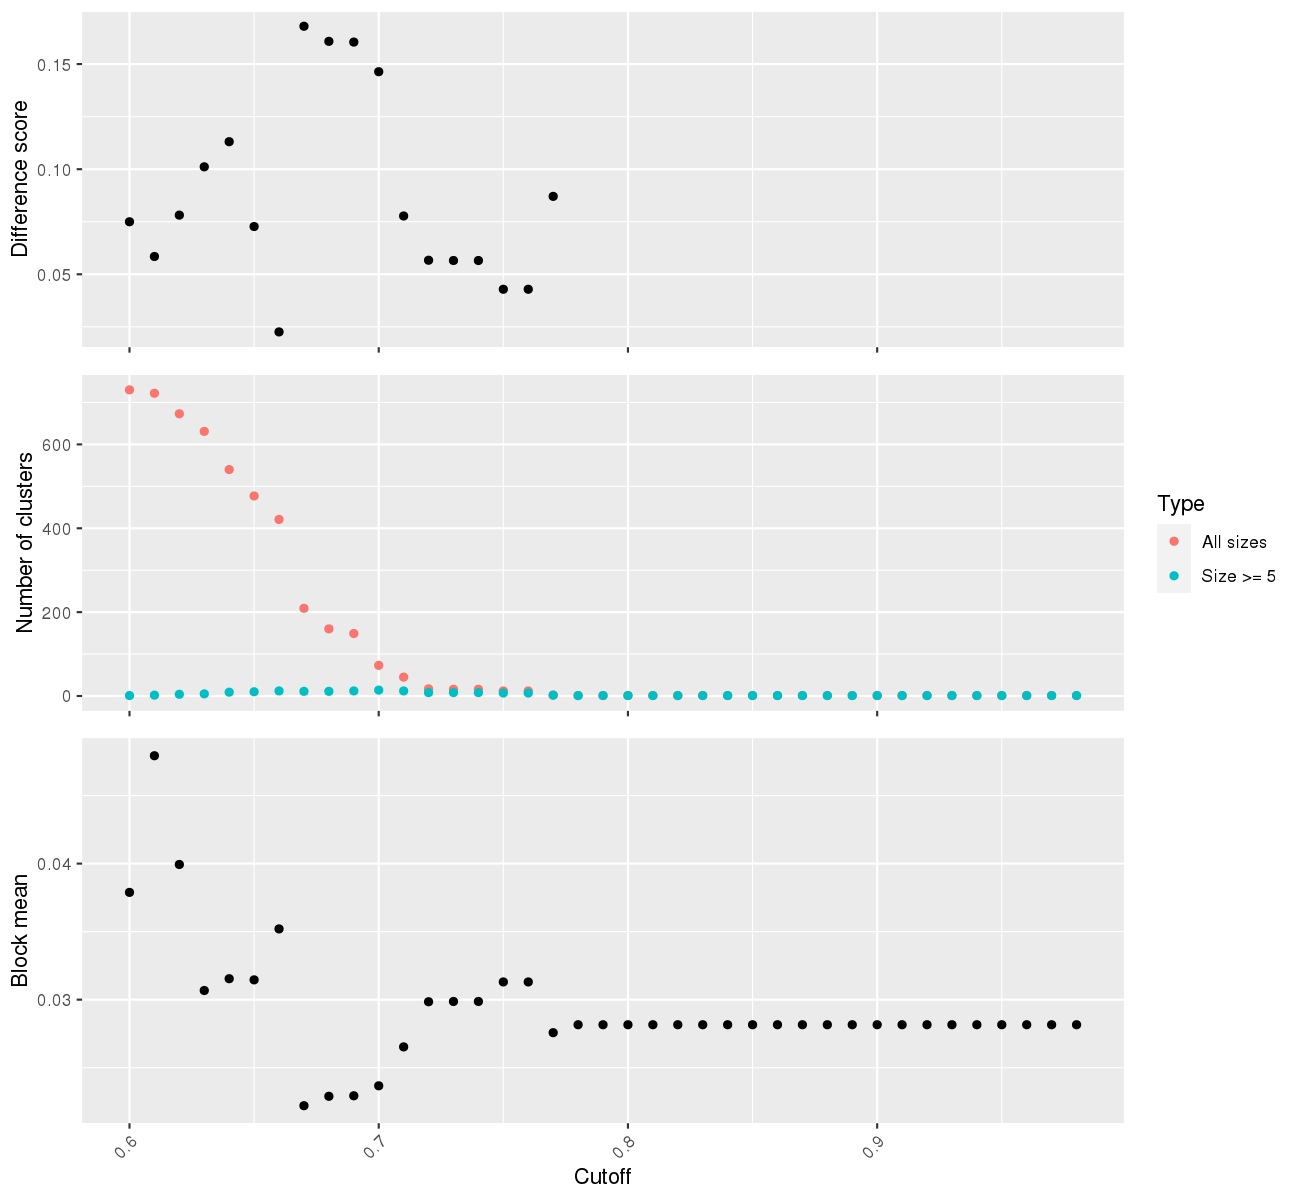 Difference score
0.15
0.10
0.05
Number of clusters
600
400
200
0
Type
All sizes
Size >= 5
Block mean
0.04
0.03
0.6
0.7
0.8
0.9
Cutoff